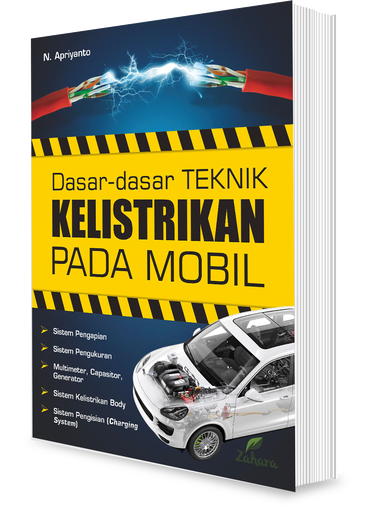 N. Apriyanto
Dasar-dasar TEKNIK
KELISTRIKAN
PADA MOBIL
Sistem Pengapian
Sistem Pengukuran
Multimeter, Capasitor,
Generator
Sistem Kelistrikan Body
Sistem Pengisian (Charging
System)
Zahara